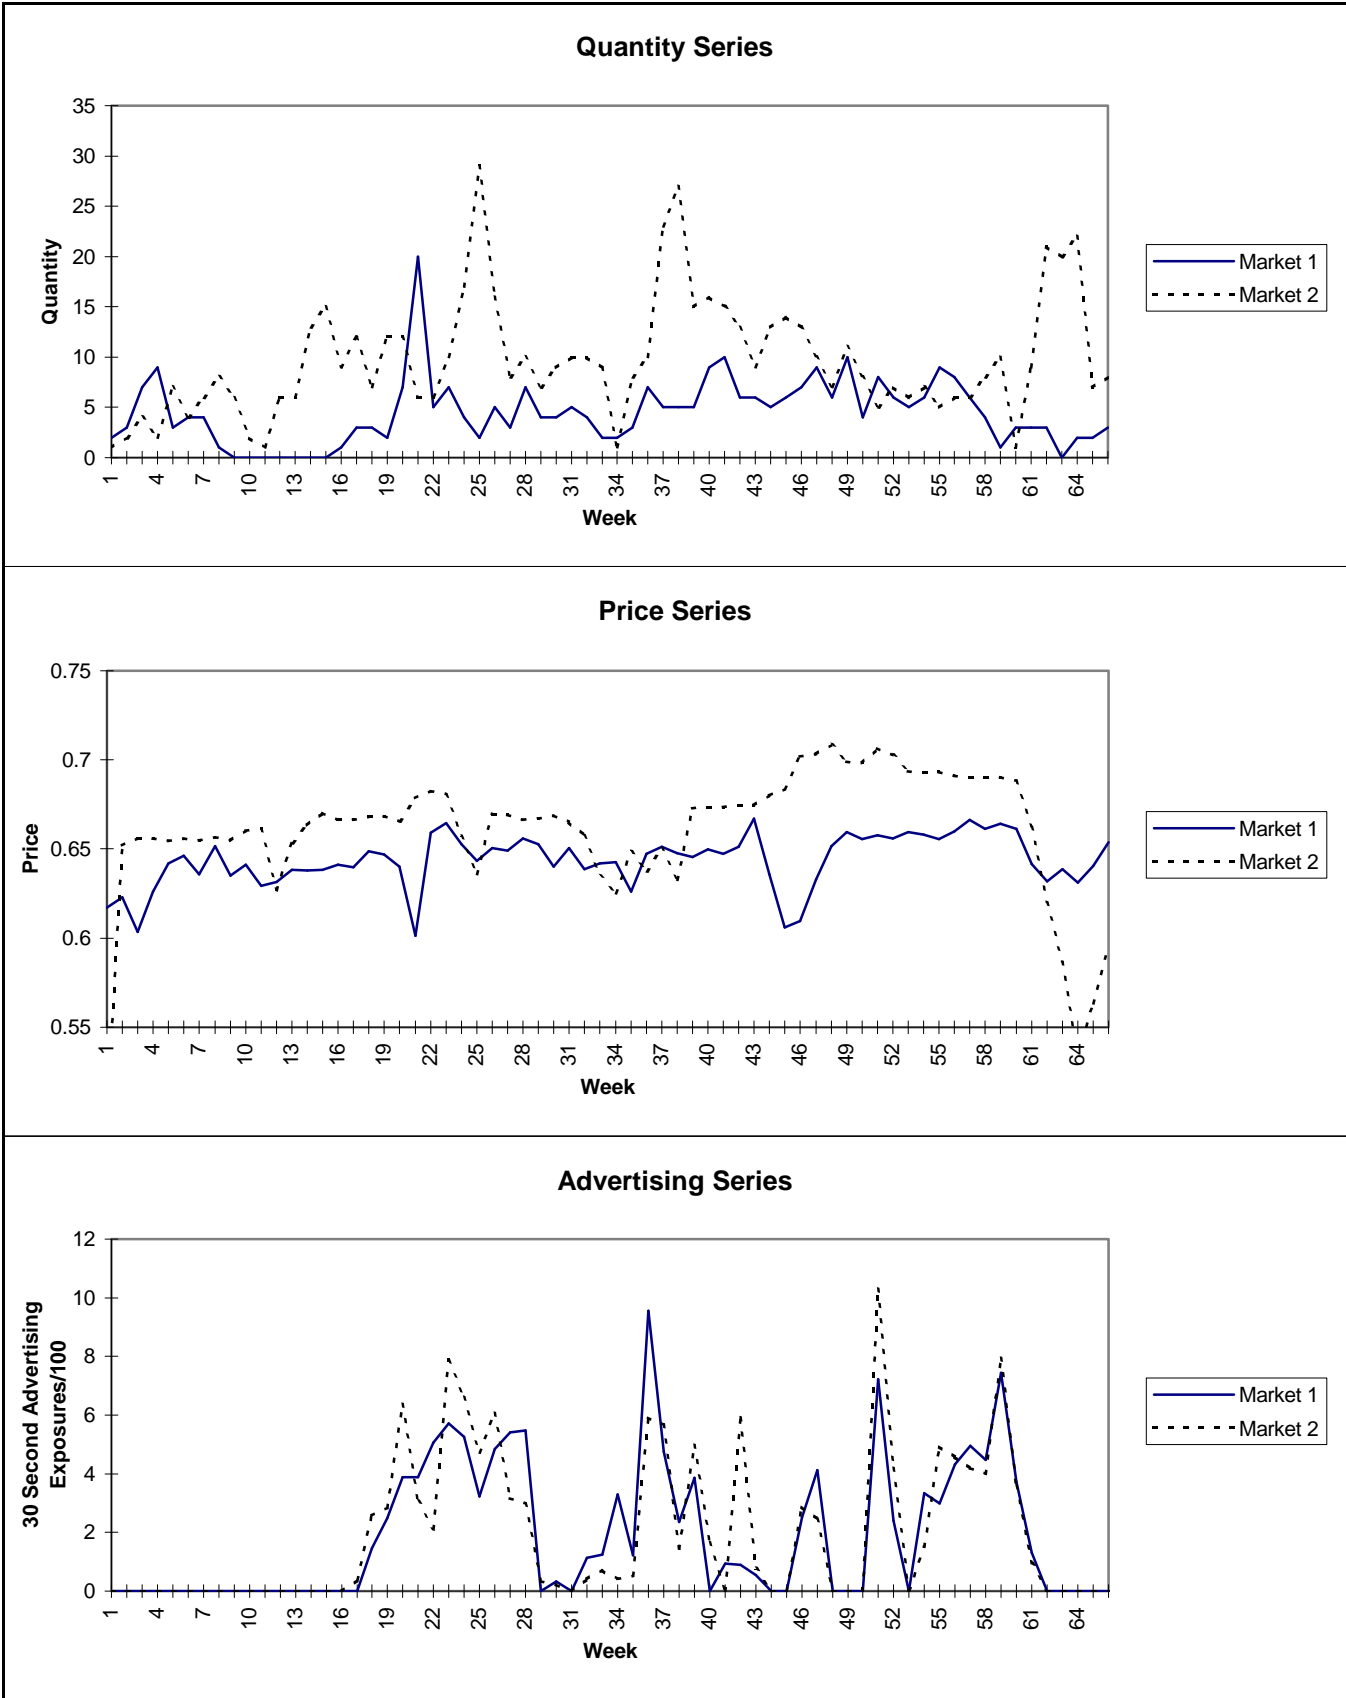 Quantity Series
35
30
25
20
15
10
5
0
Quantity
1 4 7 10 13 16 19 22 25 28 31 34 37 40 43 46 49 52 55 58 61 64
Week
Market 1
Market 2
Price Series
0.75
0.7
0.65
0.6
0.55
Price
1 4 7 10 13 16 19 22 25 28 31 34 37 40 43 46 49 52 55 58 61 64
Week
Market 1
Market 2
Advertising Series
12
10
8
6
4
2
0
30 Second Advertising
Exposures/100
1 4 7 10 13 16 19 22 25 28 31 34 37 40 43 46 49 52 55 58 61 64
Week
Market 1
Market 2